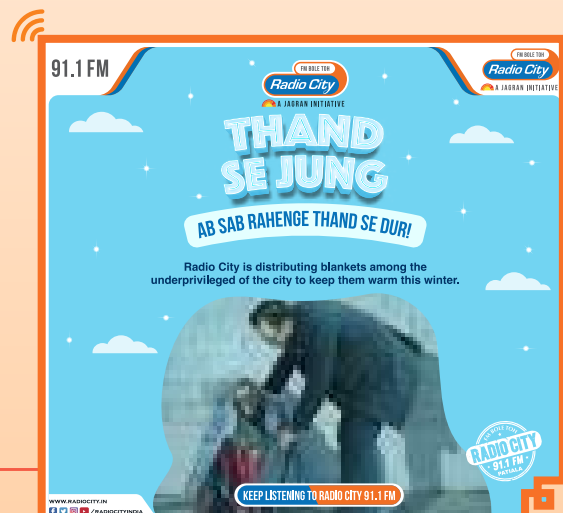 91.1 FM
FM BOLE TOH
Radio City
A JAGRAN INITIATIVE
FM BOLE TOH
Radio City
A JAGRAN INITIATIVE
THAND
SE JUNG
AB SAB RAHENGE THAND SE DUR!
Radio City is distributing blankets among the
underprivileged of the city to keep them warm this winter.
FM BOLE TOH
RADIO CITY
91.1 FM
PATIALA
KEEP LISTENING TO RADIO CITY 91.1 FM
WWW.RADIOCITY.IN
/RADIOCITYINDIA